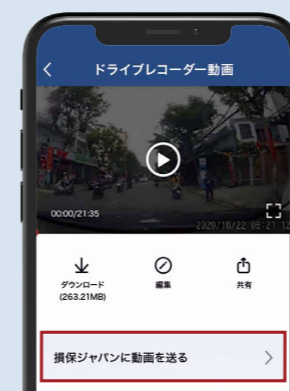 ドライブレコーダー動画
00:00/21:35
2020/10/22 08:21:12
ダウンロード
(263.21MB)
編集
共有
損保ジャパンに動画を送る